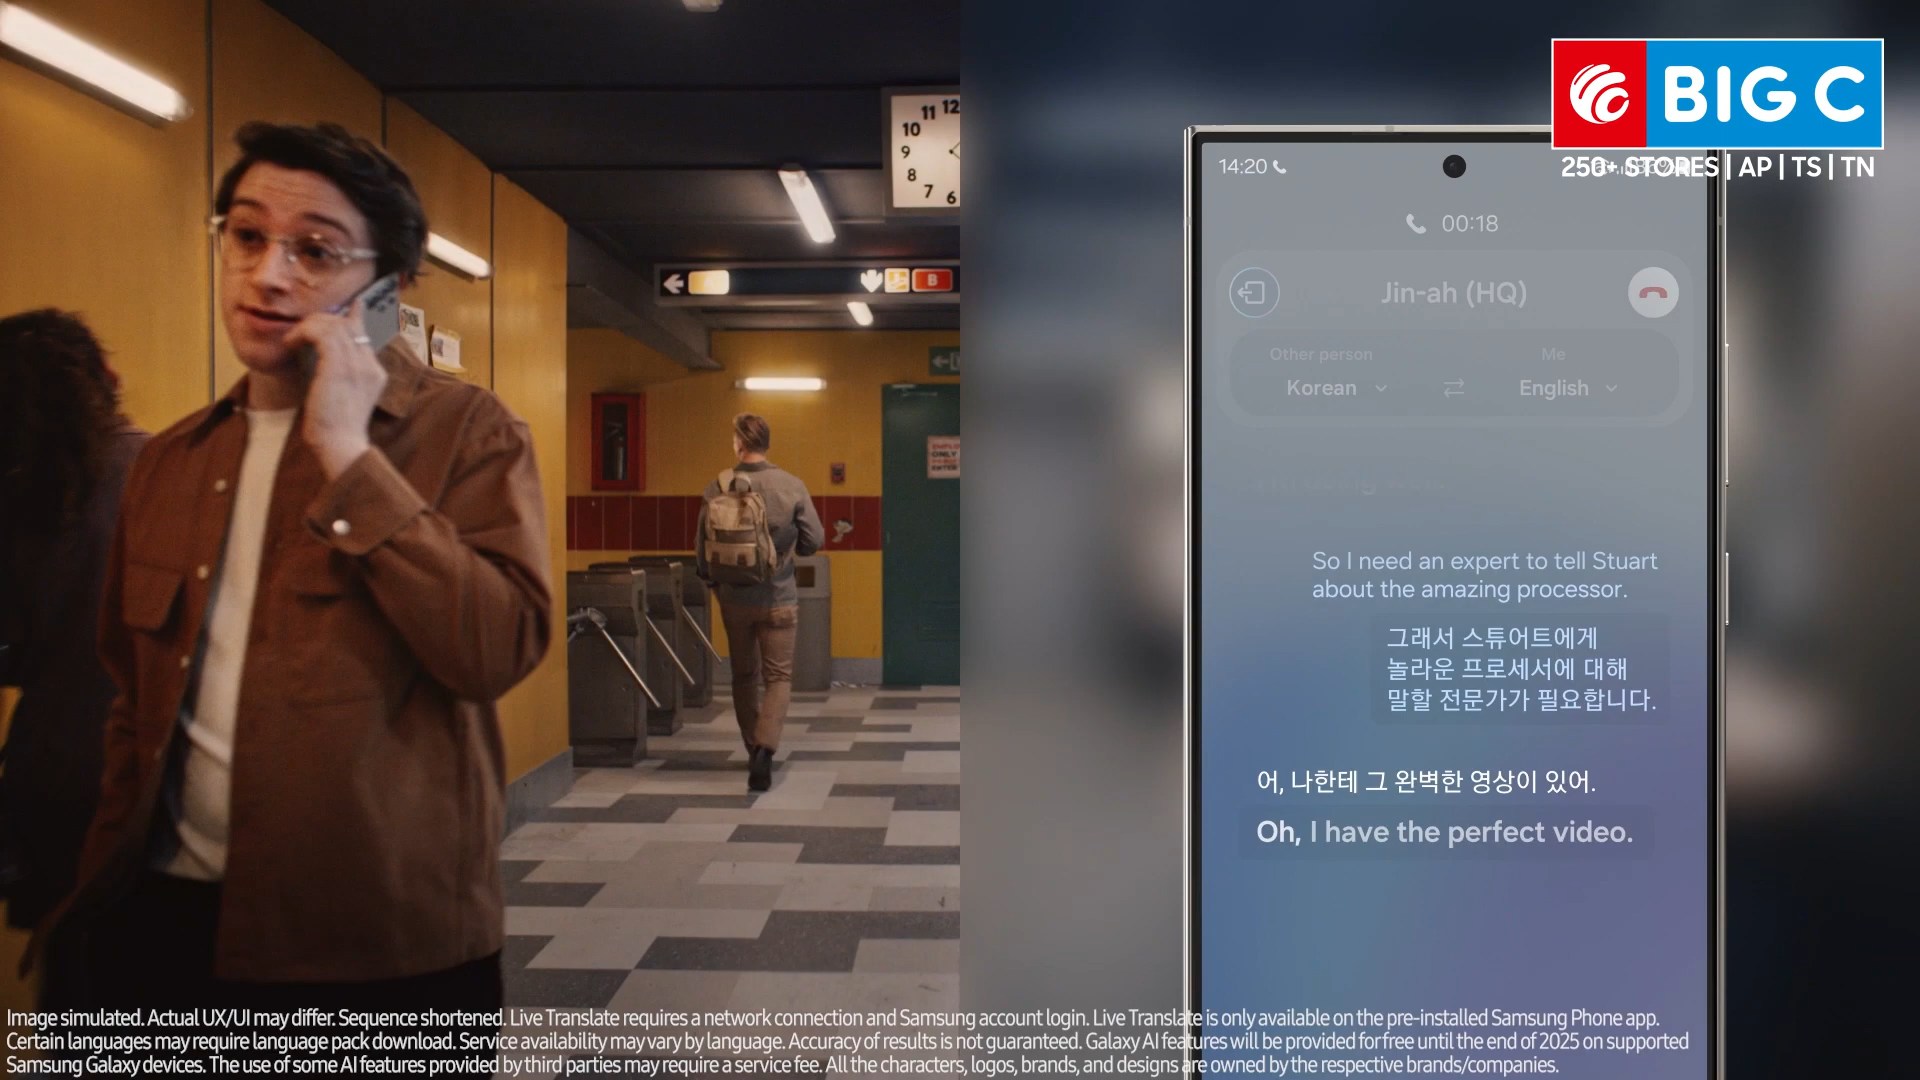 11 12
10
9
8
7
6
B
ONLY
BIG C
250+ STORES | AP | TS | TN
14:20
00:18
Jin-ah (HQ)
Other person
Me
Korean
English
So I need an expert to tell Stuart
about the amazing processor.
그래서 스튜어트에게
놀라운 프로세서에 대해
말할 전문가가 필요합니다.
어, 나한테 그 완벽한 영상이 있어.
Oh, I have the perfect video.
Image simulated. Actual UX/UI may differ. Sequence shortened. Live Translate requires a network connection and Samsung account login. Live Translate is only available on the pre-installed Samsung Phone app.
Certain languages may require language pack download. Service availability may vary by language. Accuracy of results is not guaranteed. Galaxy AI features will be provided for free until the end of 2025 on supported
Samsung Galaxy devices. The use of some AI features provided by third parties may require a service fee. All the characters, logos, brands, and designs are owned by the respective brands/companies.